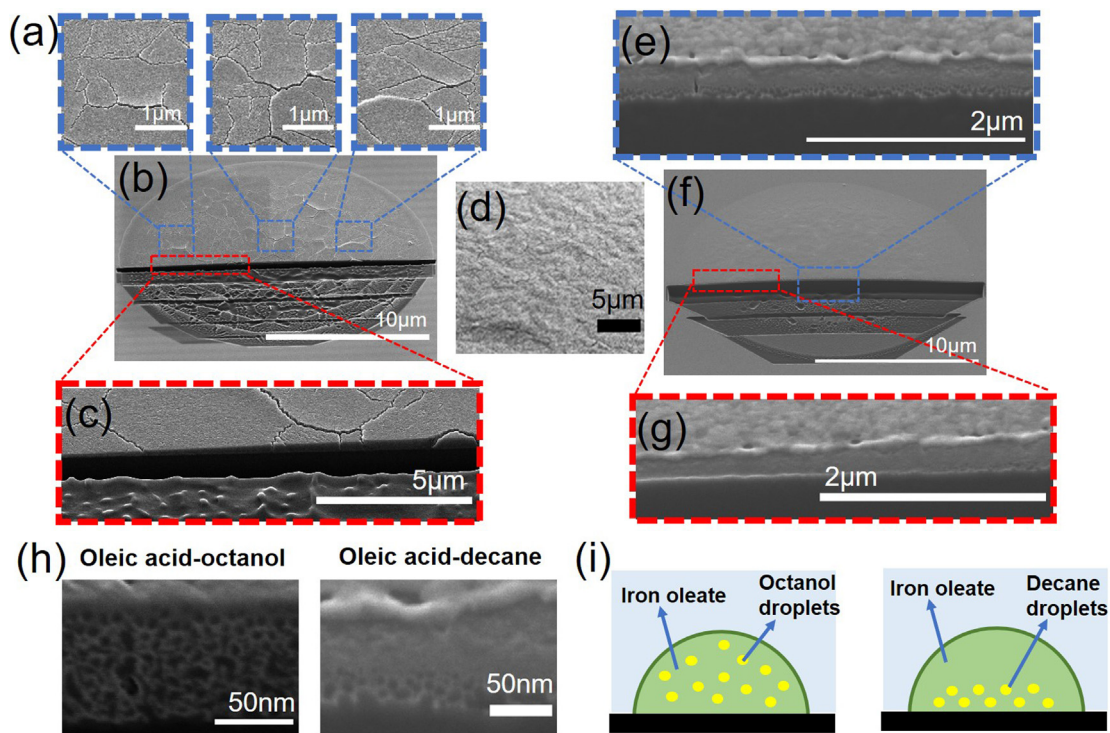 (a)
1μm
1μm
1μm
(b)
10μm
(c)
5μm
(d)
5μm
(e)
2μm
(f)
10μm
(g)
2μm
(h)
Oleic acid-octanol
Oleic acid-decane
50nm
50nm
(i)
Iron oleate
Octanol
droplets
Iron oleate
Decane
droplets